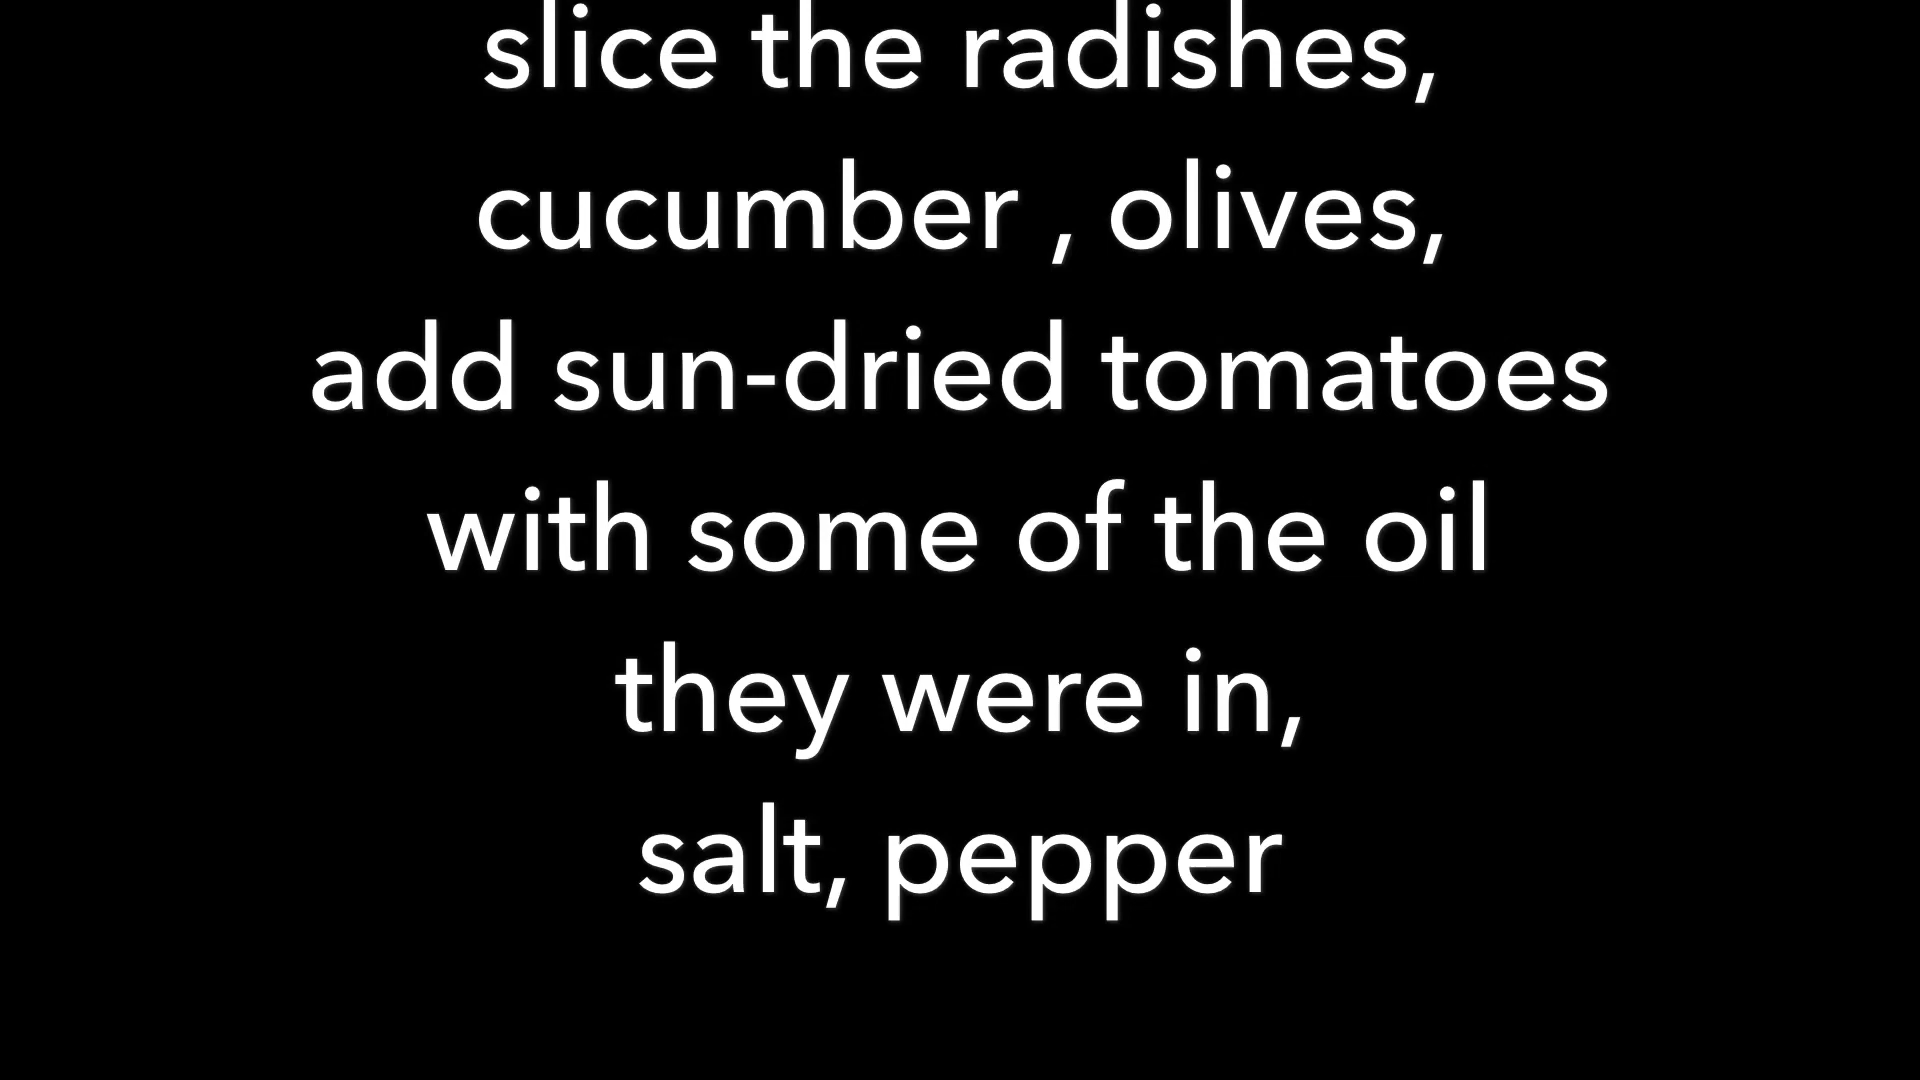 slice the radishes,
cucumber , olives,
add sun-dried tomatoes
with some of the oil
they were in,
salt, pepper